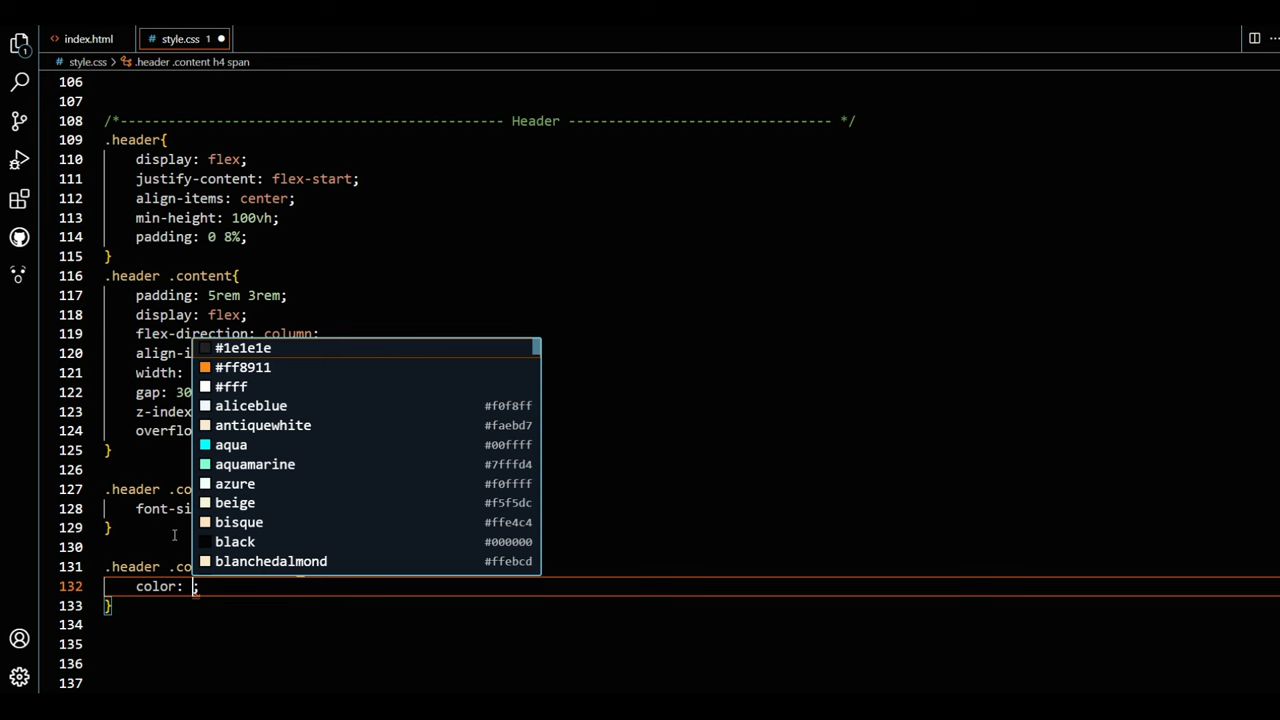 index.html
# style.css 1
# style.css > .header .content h4 span
1
106
107
108 /*------------------------------------------------ Header --------------------------------- */
109 .header{
110 display: flex;
111 justify-content: flex-start;
112 align-items: center;
113 min-height: 100vh;
114 padding: 0 8%;
115 }
116 .header .content{
117 padding: 5rem 3rem;
118 display: flex;
119 flex-direction: column;
120 align-i
121 width:
122 gap: 30
123 z-index
124 overflo
125 }
126
127 .header .co
128 font-si
129 }
130
131 .header .co
132 color: ;
133 }
134
135
136
137
#1e1e1e
#ff8911
#fff
aliceblue #f0f8ff
antiquewhite #faebd7
aqua #00ffff
aquamarine #7fffd4
azure #f0ffff
beige #f5f5dc
bisque #ffe4c4
black #000000
blanchedalmond #ffebcd